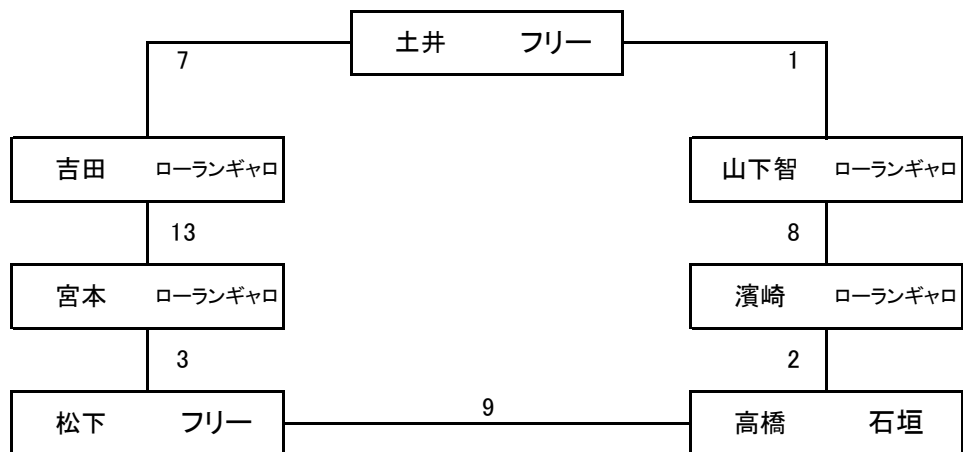 土井 フリー
7
1
吉田 ローランギャロ
山下智 ローランギャロ
13
8
宮本 ローランギャロ
濱崎 ローランギャロ
3
2
松下 フリー
9
高橋 石垣